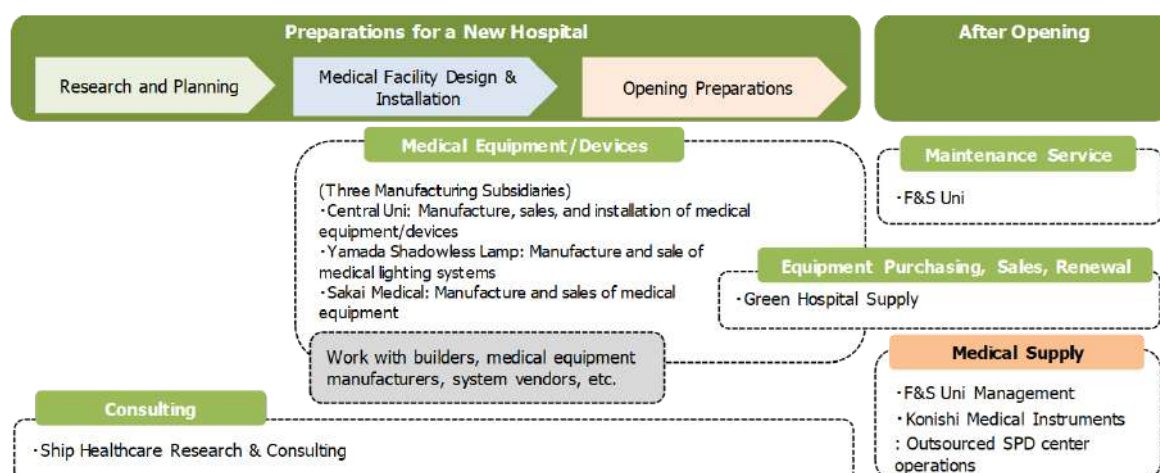 Preparations for a New Hospital
After Opening
Research and Planning
Medical Facility Design &
Installation
Opening Preparations
Medical Equipment/Devices
(Three Manufacturing Subsidiaries)
・Central Uni: Manufacture, sales, and installation of medical
equipment/devices
・Yamada Shadowless Lamp: Manufacture and sale of
medical lighting systems
・Sakai Medical: Manufacture and sales of medical
equipment
Work with builders, medical equipment
manufacturers, system vendors, etc.
Maintenance Service
・F&S Uni
Equipment Purchasing, Sales, Renewal
・Green Hospital Supply
Medical Supply
・F&S Uni Management
・Konishi Medical Instruments
: Outsourced SPD center
operations
Consulting
・Ship Healthcare Research & Consulting